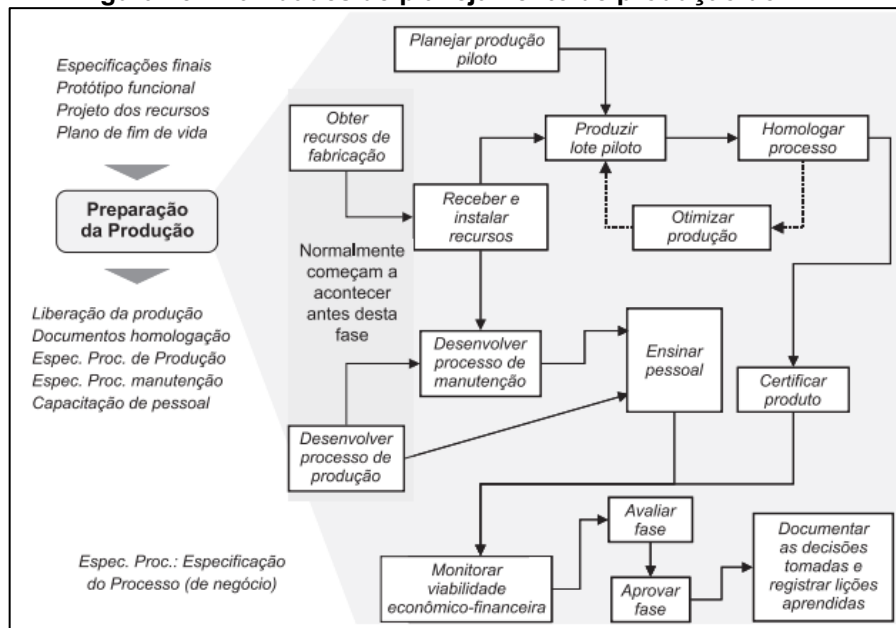 planejamento de produção
Especificações finais
Protótipo funcional
Projeto dos recursos
Plano de fim de vida
Preparação
da Produção
Liberação da produção
Documentos homologação
Espec. Proc. de Produção
Espec. Proc. manutenção
Capacitação de pessoal
Espec. Proc.: Especificação
do Processo (de negócio)
Planejar produção
piloto
Obter
recursos de
fabricação
Produzir
lote piloto
Homologar
processo
Receber e
instalar
recursos
Otimizar
produção
Normalmente
começam a
acontecer
antes desta
fase
Desenvolver
processo de
manutenção
Ensinar
pessoal
Certificar
produto
Desenvolver
processo de
produção
Monitorar
viabilidade
econômico-financeira
Avaliar
fase
Aprovar
fase
Documentar
as decisões
tomadas e
registrar lições
aprendidas